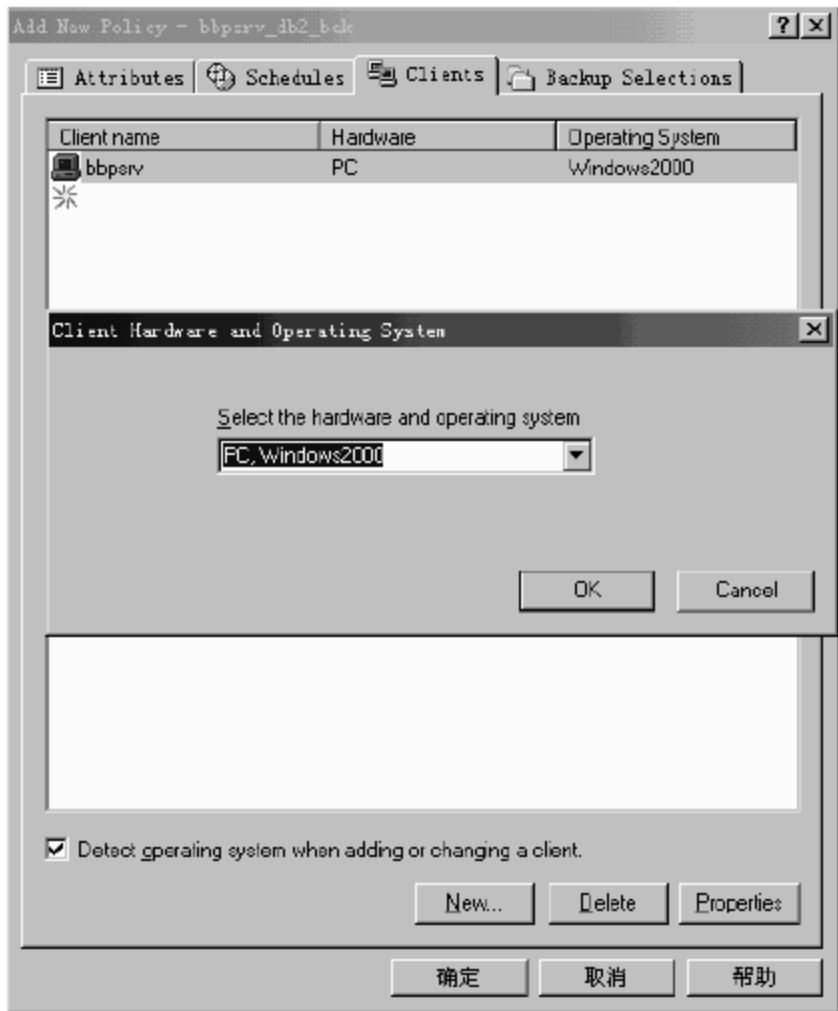 Add New Policy - bbpsrv_db2_bck
Attributes Schedules Clients Backup Selections
Client name Hardware Operating System
bbpsrv PC Windows2000
Client Hardware and Operating System
Select the hardware and operating system
PC, Windows2000
OK Cancel
Detect operating system when adding or changing a client.
New... Delete Properties
确定 取消 帮助